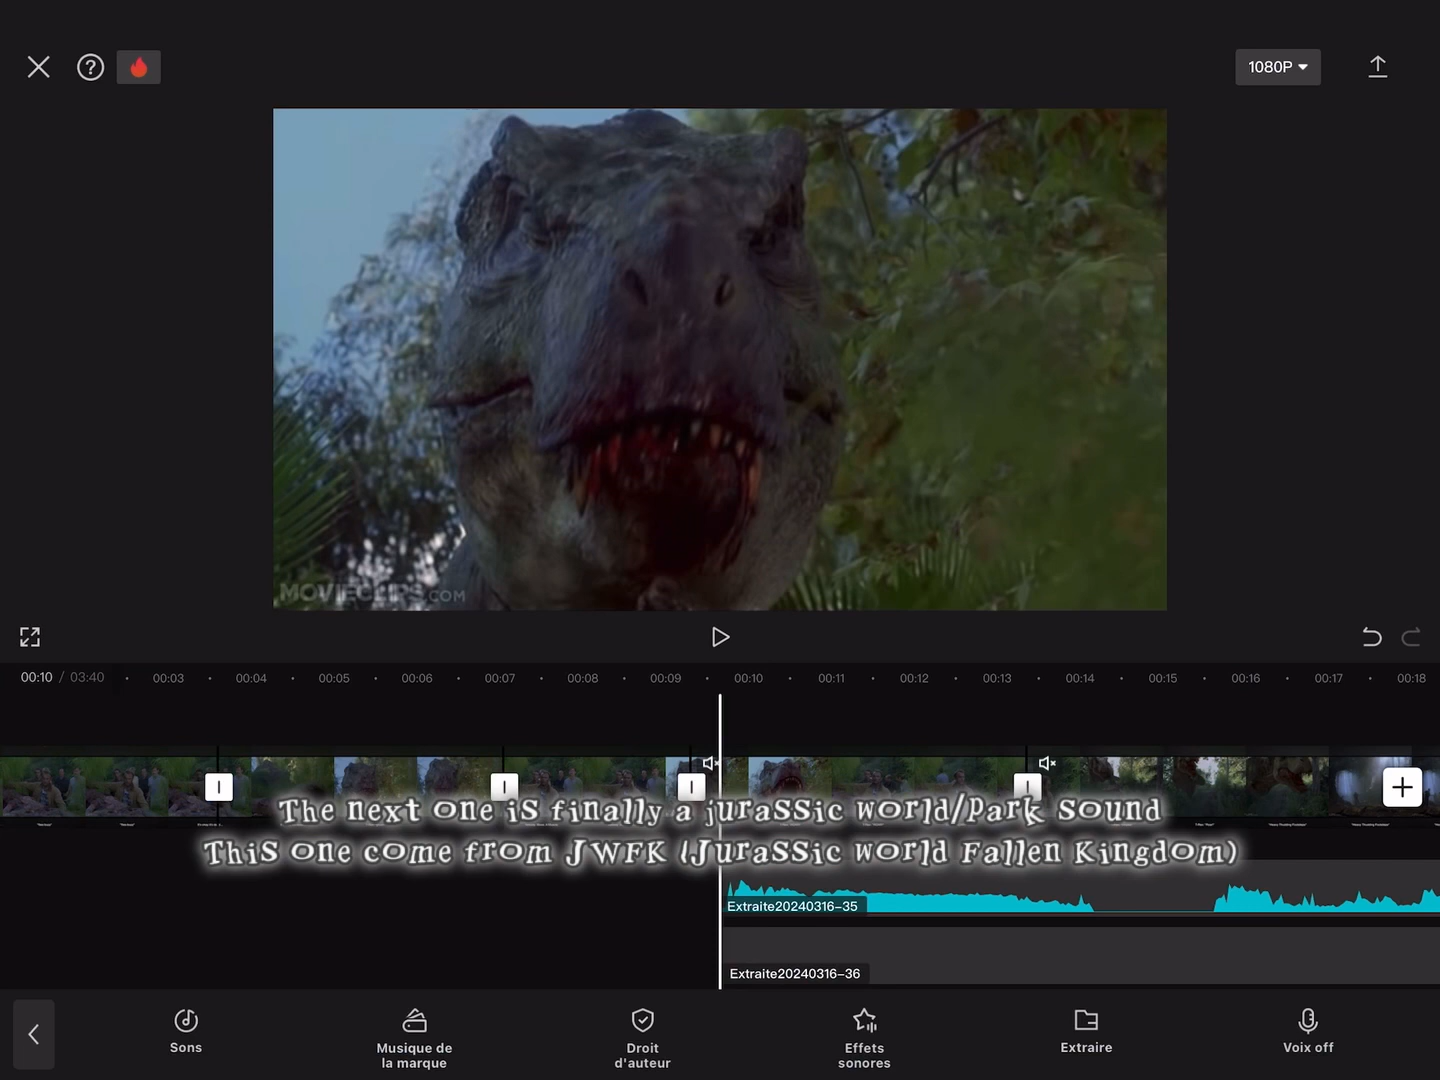 1080P
MOVIECLIPS.COM
00:10 / 03:40
00:03
00:04
00:05
00:06
00:07
00:08
00:09
00:10
00:11
00:12
00:13
00:14
00:15
00:16
00:17
00:18
The next one is finally a jurassic world/Park Sound
This one come from JWFK (Jurassic world Fallen Kingdom)
Extraite20240316-35
Extraite20240316-36
Sons
Musique de
la marque
Droit
d'auteur
Effets
sonores
Extraire
Voix off